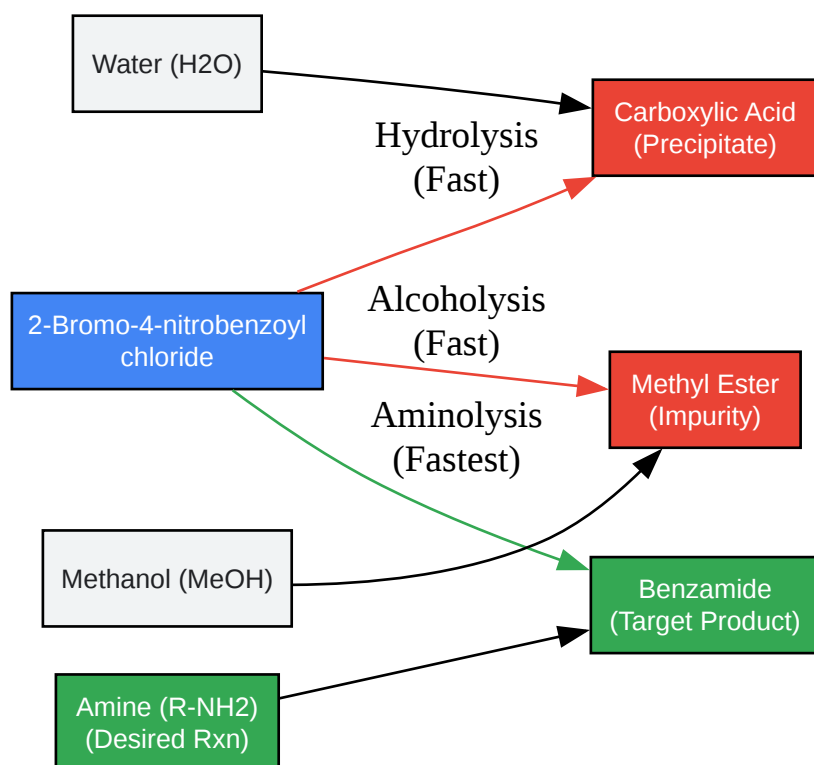 Water (H2O)
Carboxylic Acid
(Precipitate)
Hydrolysis
(Fast)
2-Bromo-4-nitrobenzoyl
chloride
Alcoholysis
(Fast)
Methyl Ester
(Impurity)
Aminolysis
(Fastest)
Methanol (MeOH)
Benzamide
(Target Product)
Amine (R-NH2)
(Desired Rxn)